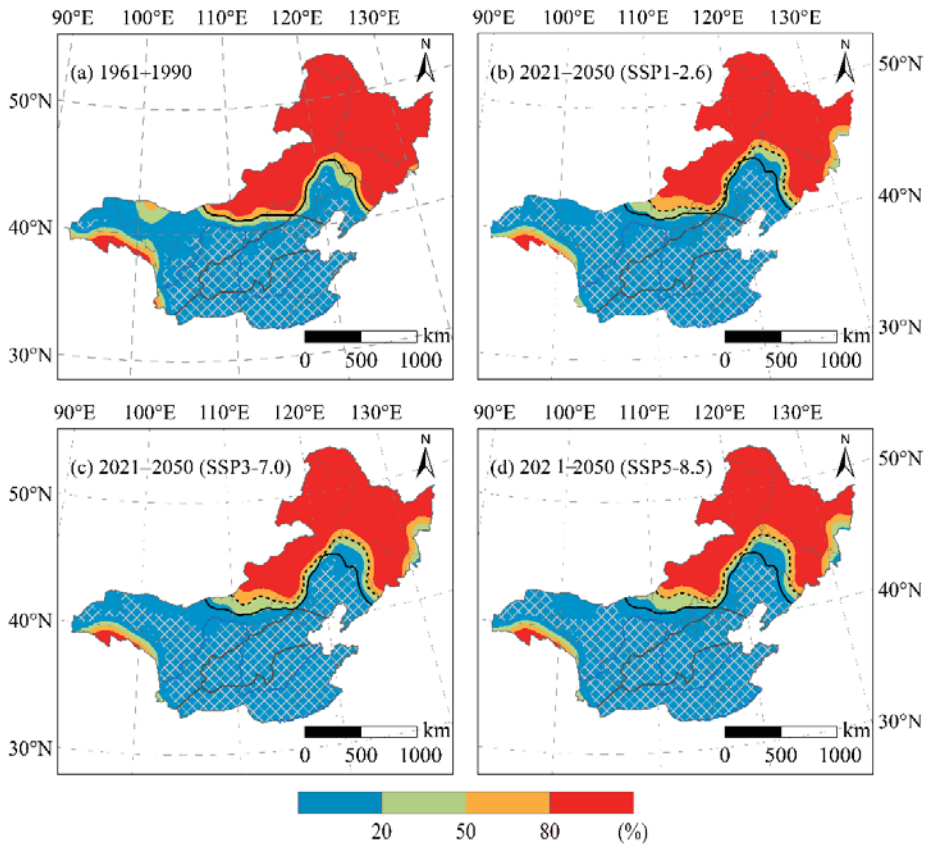 90°E 100°E 110°E 120°E 130°E
90°E 100°E 110°E 120°E 130°E
N
(a) 1961+1990
50°N
40°N
30°N
km
0 500 1000
N
(b) 2021–2050 (SSP1-2.6)
50°N
40°N
30°N
km
0 500 1000
90°E 100°E 110°E 120°E 130°E
90°E 100°E 110°E 120°E 130°E
N
(c) 2021–2050 (SSP3-7.0)
50°N
40°N
30°N
km
0 500 1000
N
(d) 202 1–2050 (SSP5-8.5)
50°N
40°N
30°N
km
0 500 1000
20 50 80 (%)